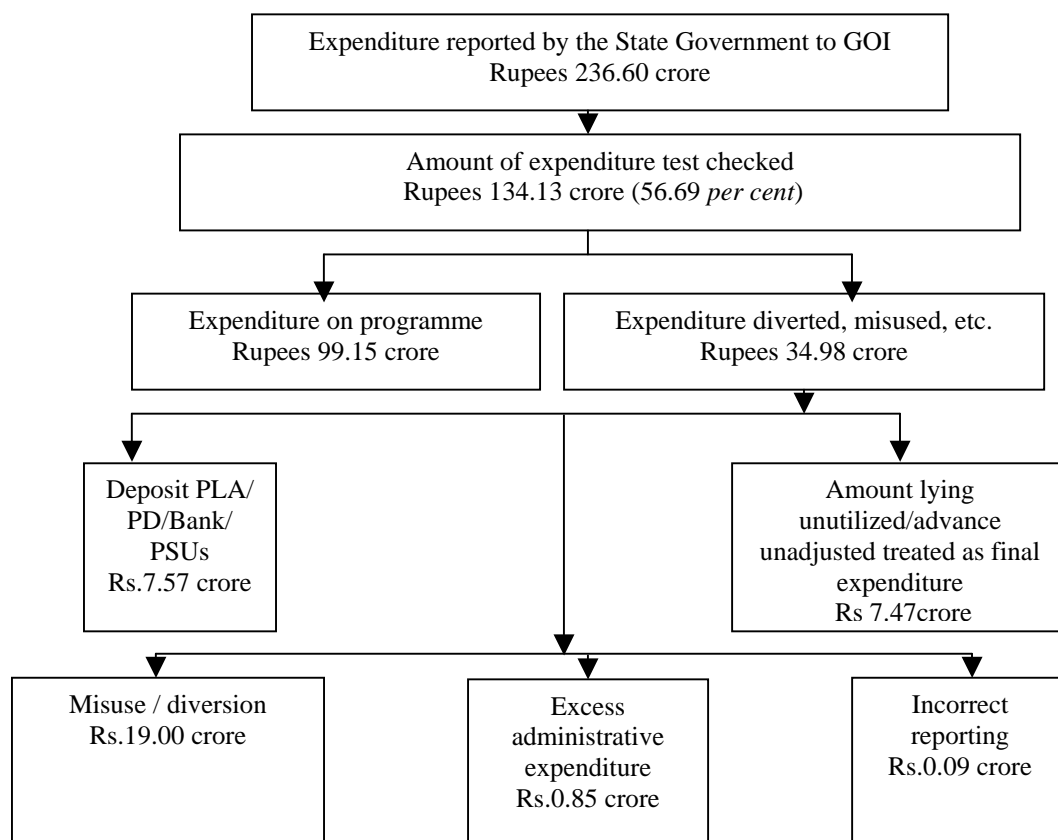 Expenditure reported by the State Government to GOI
Rupees 236.60 crore
Amount of expenditure test checked
Rupees 134.13 crore (56.69 per cent)
Expenditure on programme
Rupees 99.15 crore
Expenditure diverted, misused, etc.
Rupees 34.98 crore
Deposit PLA/
PD/Bank/
PSUs
Rs.7.57 crore
Amount lying
unutilized/advance
unadjusted treated as final
expenditure
Rs 7.47crore
Misuse / diversion
Rs.19.00 crore
Excess
administrative
expenditure
Rs.0.85 crore
Incorrect
reporting
Rs.0.09 crore